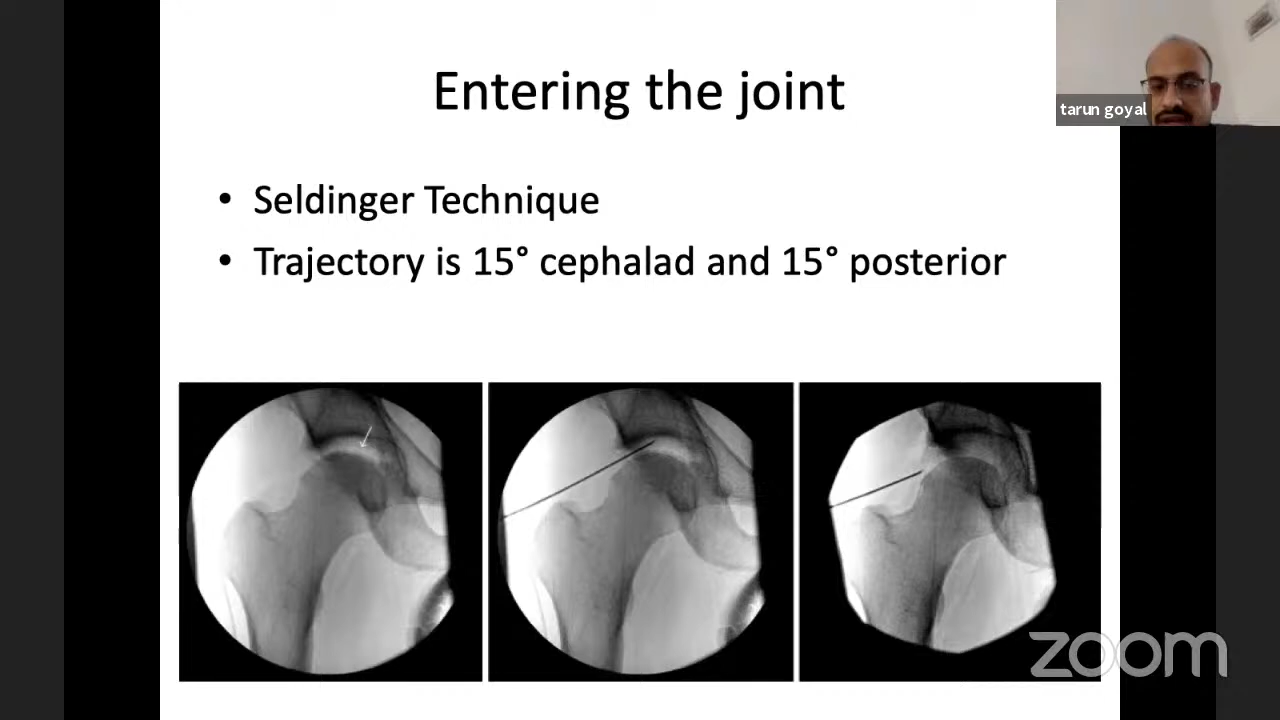 Entering the joint
tarun goyal
• Seldinger Technique
• Trajectory is 15° cephalad and 15° posterior
zoom